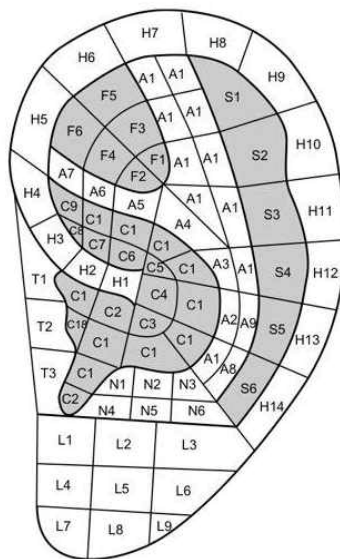 H7
H6 H8
A1 A1 H9
F5 A1 A1 S1
H5 F6 F3 A1 A1 S2 H10
F4 F1
F2
A7 A6 A5 A1 A1 S3 H11
H4 C9 C1 C1 A4
H3 C8 C7 C6 C1 A3 A1 S4 H12
T1 H2 H1 C5 C1
C1 C4 C1
T2 C18 C2 C3 A2 A9 S5 H13
C1 C1 C1 A1
T3 C1 N1 N2 N3 A8 S6 H14
C2 N4 N5 N6
L1 L2 L3
L4 L5 L6
L7 L8 L9